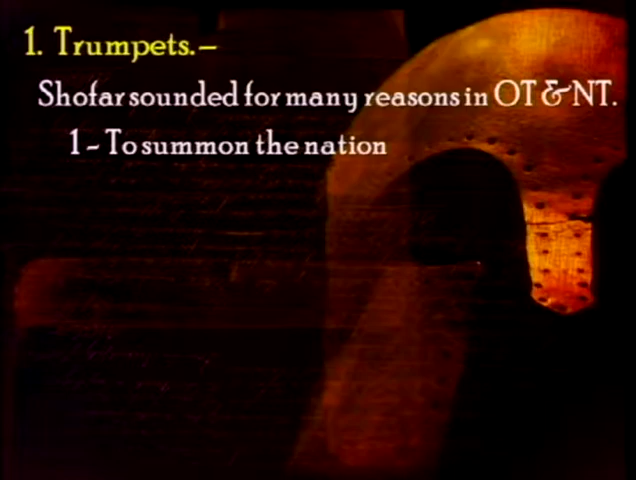 1. Trumpets.–
Shofar sounded for many reasons in OT & NT.
1 - To summon the nation